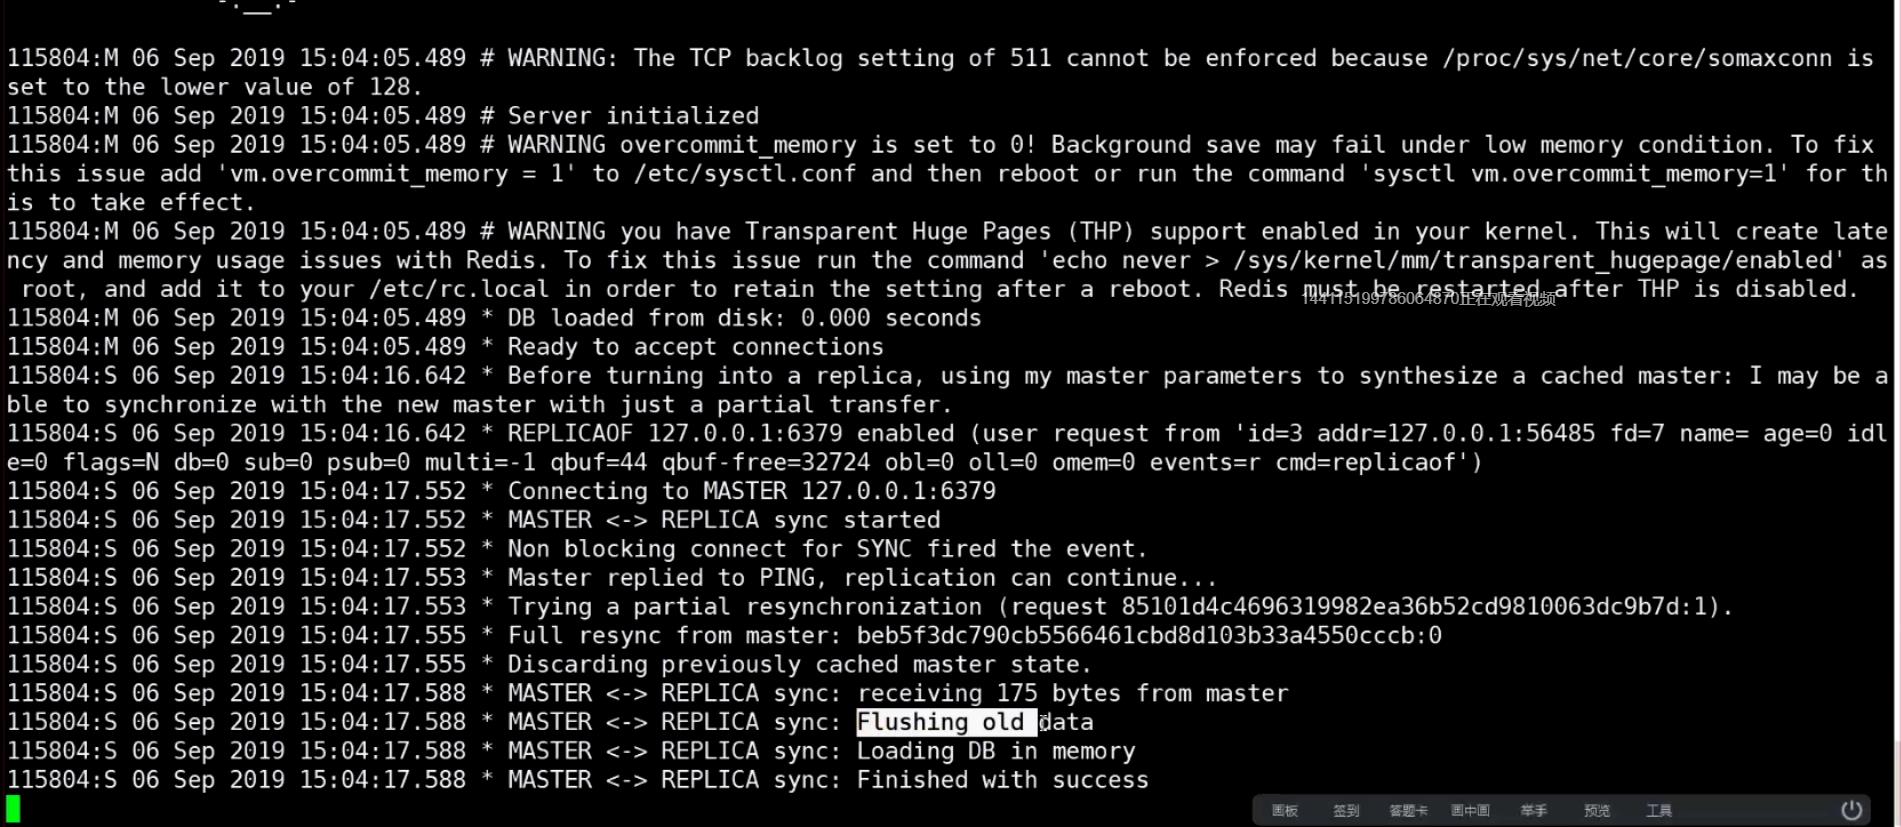 115804:M 06 Sep 2019 15:04:05.489 # WARNING: The TCP backlog setting of 511 cannot be enforced because /proc/sys/net/core/somaxconn is
set to the lower value of 128.
115804:M 06 Sep 2019 15:04:05.489 # Server initialized
115804:M 06 Sep 2019 15:04:05.489 # WARNING overcommit_memory is set to 0! Background save may fail under low memory condition. To fix
this issue add 'vm.overcommit_memory = 1' to /etc/sysctl.conf and then reboot or run the command 'sysctl vm.overcommit_memory=1' for th
is to take effect.
115804:M 06 Sep 2019 15:04:05.489 # WARNING you have Transparent Huge Pages (THP) support enabled in your kernel. This will create late
ncy and memory usage issues with Redis. To fix this issue run the command 'echo never > /sys/kernel/mm/transparent_hugepage/enabled' as
root, and add it to your /etc/rc.local in order to retain the setting after a reboot. Redis must be restarted after THP is disabled.
144115199786064870正在观看视频
115804:M 06 Sep 2019 15:04:05.489 * DB loaded from disk: 0.000 seconds
115804:M 06 Sep 2019 15:04:05.489 * Ready to accept connections
115804:S 06 Sep 2019 15:04:16.642 * Before turning into a replica, using my master parameters to synthesize a cached master: I may be a
ble to synchronize with the new master with just a partial transfer.
115804:S 06 Sep 2019 15:04:16.642 * REPLICAOF 127.0.0.1:6379 enabled (user request from 'id=3 addr=127.0.0.1:56485 fd=7 name= age=0 idl
e=0 flags=N db=0 sub=0 psub=0 multi=-1 qbuf=44 qbuf-free=32724 obl=0 oll=0 omem=0 events=r cmd=replicaof')
115804:S 06 Sep 2019 15:04:17.552 * Connecting to MASTER 127.0.0.1:6379
115804:S 06 Sep 2019 15:04:17.552 * MASTER <-> REPLICA sync started
115804:S 06 Sep 2019 15:04:17.552 * Non blocking connect for SYNC fired the event.
115804:S 06 Sep 2019 15:04:17.553 * Master replied to PING, replication can continue...
115804:S 06 Sep 2019 15:04:17.553 * Trying a partial resynchronization (request 85101d4c4696319982ea36b52cd9810063dc9b7d:1).
115804:S 06 Sep 2019 15:04:17.555 * Full resync from master: beb5f3dc790cb5566461cbd8d103b33a4550cccb:0
115804:S 06 Sep 2019 15:04:17.555 * Discarding previously cached master state.
115804:S 06 Sep 2019 15:04:17.588 * MASTER <-> REPLICA sync: receiving 175 bytes from master
115804:S 06 Sep 2019 15:04:17.588 * MASTER <-> REPLICA sync: Flushing old data
115804:S 06 Sep 2019 15:04:17.588 * MASTER <-> REPLICA sync: Loading DB in memory
115804:S 06 Sep 2019 15:04:17.588 * MASTER <-> REPLICA sync: Finished with success
画板 签到 答题卡 画中画 举手 预览 工具